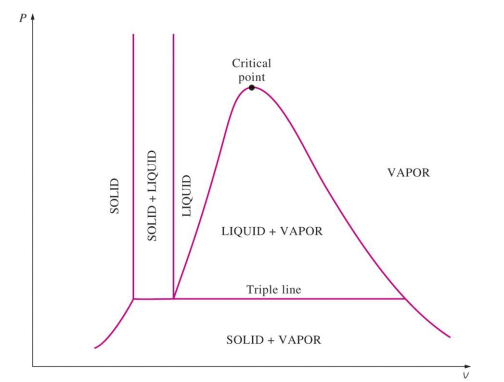 P
Critical
point
SOLID
SOLID + LIQUID
LIQUID
VAPOR
LIQUID + VAPOR
Triple line
SOLID + VAPOR
v